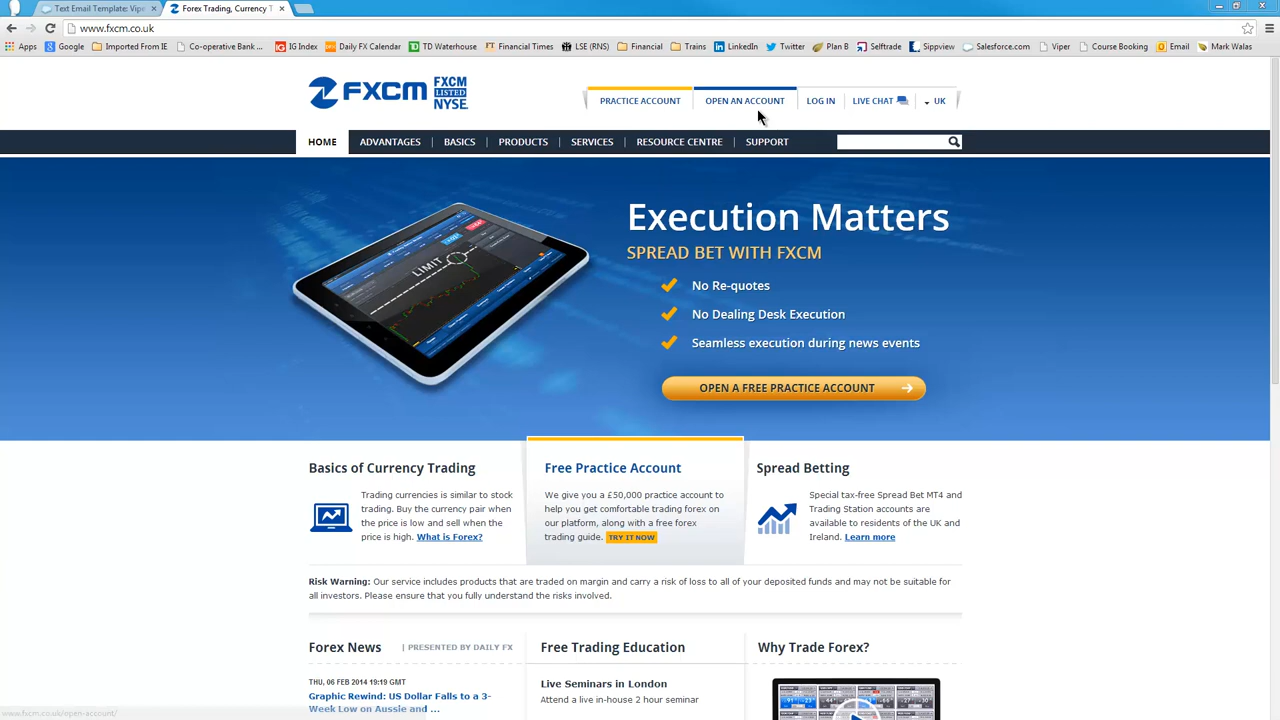 Text Email Template: Vipe
Forex Trading, Currency T
www.fxcm.co.uk
Apps
Google
Imported From IE
Co-operative Bank ...
IG Index
Daily FX Calendar
TD Waterhouse
Financial Times
LSE (RNS)
Financial
Trains
LinkedIn
Twitter
Plan B
Selftrade
Sippview
Salesforce.com
Viper
Course Booking
Email
Mark Walas
FXCM
FXCM
LISTED
NYSE.
PRACTICE ACCOUNT
OPEN AN ACCOUNT
LOG IN
LIVE CHAT
UK
HOME
ADVANTAGES
BASICS
PRODUCTS
SERVICES
RESOURCE CENTRE
SUPPORT
LIMIT
Execution Matters
SPREAD BET WITH FXCM
No Re-quotes
No Dealing Desk Execution
Seamless execution during news events
OPEN A FREE PRACTICE ACCOUNT
Basics of Currency Trading
Trading currencies is similar to stock
trading. Buy the currency pair when
the price is low and sell when the
price is high. What is Forex?
Free Practice Account
We give you a £50,000 practice account to
help you get comfortable trading forex on
our platform, along with a free forex
trading guide. TRY IT NOW
Spread Betting
Special tax-free Spread Bet MT4 and
Trading Station accounts are
available to residents of the UK and
Ireland. Learn more
Risk Warning: Our service includes products that are traded on margin and carry a risk of loss to all of your deposited funds and may not be suitable for
all investors. Please ensure that you fully understand the risks involved.
Forex News | PRESENTED BY DAILY FX
THU, 06 FEB 2014 19:19 GMT
Graphic Rewind: US Dollar Falls to a 3-
Week Low on Aussie and ...
Free Trading Education
Live Seminars in London
Attend a live in-house 2 hour seminar
Why Trade Forex?
www.fxcm.co.uk/open-account/